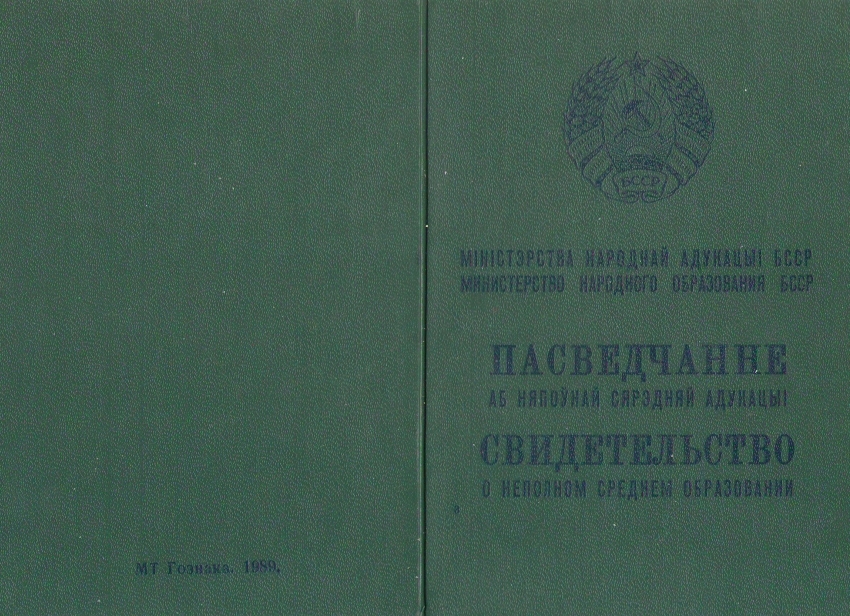 БССР
МІНІСТЭРСТВА НАРОДНАЙ АДУКАЦЫІ БССР
МИНИСТЕРСТВО НАРОДНОГО ОБРАЗОВАНИЯ БССР
ПАСВЕДЧАННЕ
АБ НЯПОЎНАЙ СЯРЭДНЯЙ АДУКАЦЫІ
СВИДЕТЕЛЬСТВО
О НЕПОЛНОМ СРЕДНЕМ ОБРАЗОВАНИИ
МТ Гознака. 1989.